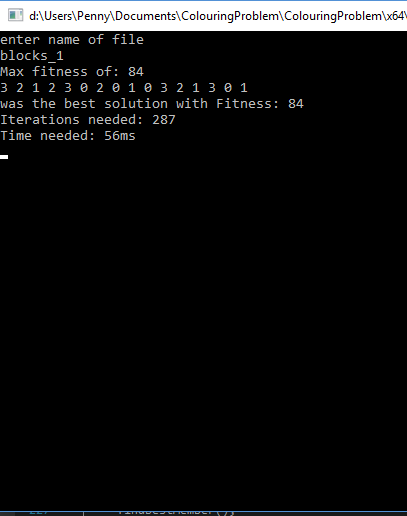 d:\Users\Penny\Documents\ColouringProblem\ColouringProblem\x64\
enter name of file
blocks_1
Max fitness of: 84
3 2 1 2 3 0 2 0 1 0 3 2 1 3 0 1
was the best solution with Fitness: 84
Iterations needed: 287
Time needed: 56ms